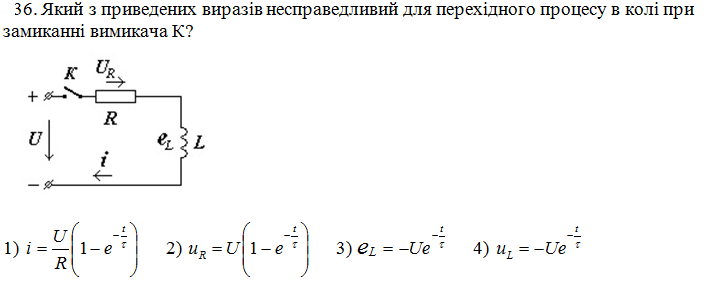 36. Який з приведених виразів несправедливий для перехідного процесу в колі при
замиканні вимикача К?
K U_R
+
R
U e_L L
i
−
1) i = \frac{U}{R}\left(1-e^{-\frac{t}{\tau}}\right) 2) u_R = U\left(1-e^{-\frac{t}{\tau}}\right) 3) e_L = -Ue^{-\frac{t}{\tau}} 4) u_L = -Ue^{-\frac{t}{\tau}}